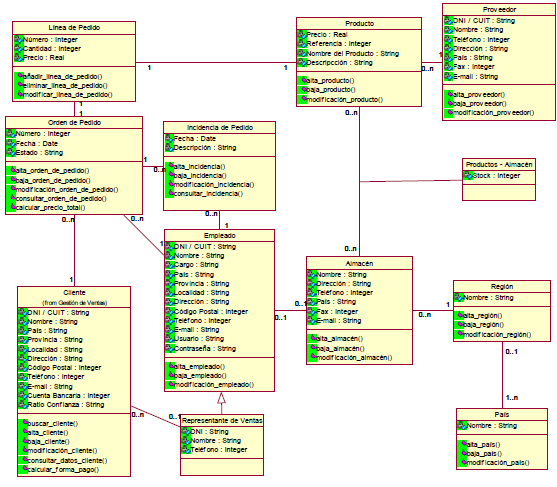 Línea de Pedido
Número : Integer
Cantidad : Integer
Precio : Real
añadir_linea_de_pedido()
eliminar_linea_de_pedido()
modificar_linea_de_pedido()
Producto
Precio : Real
Referencia : Integer
Nombre del Producto : String
Descripcción : String
alta_producto()
baja_producto()
modificación_producto()
Proveedor
DNI / CUIT : String
Nombre : String
Teléfono : Integer
Dirección : String
País : String
Fax : Integer
E-mail : String
alta_proveedor()
baja_proveedor()
modificación_proveedor()
1
1
0..n
0..n
1
1
0..n
Orden de Pedido
Número : Integer
Fecha : Date
Estado : String
alta_orden_de_pedido()
baja_orden_de_pedido()
modificación_orden_de_pedido()
consultar_orden_de_pedido()
calcular_precio_total()
1
0..n
0..n
0..n
Incidencia de Pedido
Fecha : Date
Descripción : String
alta_incidencia()
baja_incidencia()
modificación_incidencia()
consultar_incidencia()
0..n
1
1
Productos - Almacén
Stock : Integer
Empleado
DNI / CUIT : String
Nombre : String
Cargo : String
País : String
Provincia : String
Localidad : String
Dirección : String
Código Postal : Integer
Teléfono : Integer
E-mail : String
Usuario : String
Contraseña : String
alta_empleado()
baja_empleado()
modificación_empleado()
0..1
0..1
0..n
Almacén
Nombre : String
Dirección : String
Teléfono : Integer
País : String
Fax : Integer
E-mail : String
alta_almacén()
baja_almacén()
modificación_almacén()
0..n
1
Región
Nombre : String
alta_región()
baja_región()
modificación_región()
0..1
1..n
País
Nombre : String
alta_país()
baja_país()
modificación_país()
1
Cliente
(from Gestión de Ventas)
DNI / CUIT : String
Nombre : String
País : String
Provincia : String
Localidad : String
Dirección : String
Código Postal : Integer
Teléfono : Integer
E-mail : String
Cuenta Bancaria : Integer
Ratio Confianza : String
buscar_cliente()
alta_cliente()
baja_cliente()
modificación_cliente()
consultar_datos_cliente()
calcular_forma_pago()
0..n
0..1
Representante de Ventas
DNI : String
Nombre : String
Teléfono : Integer